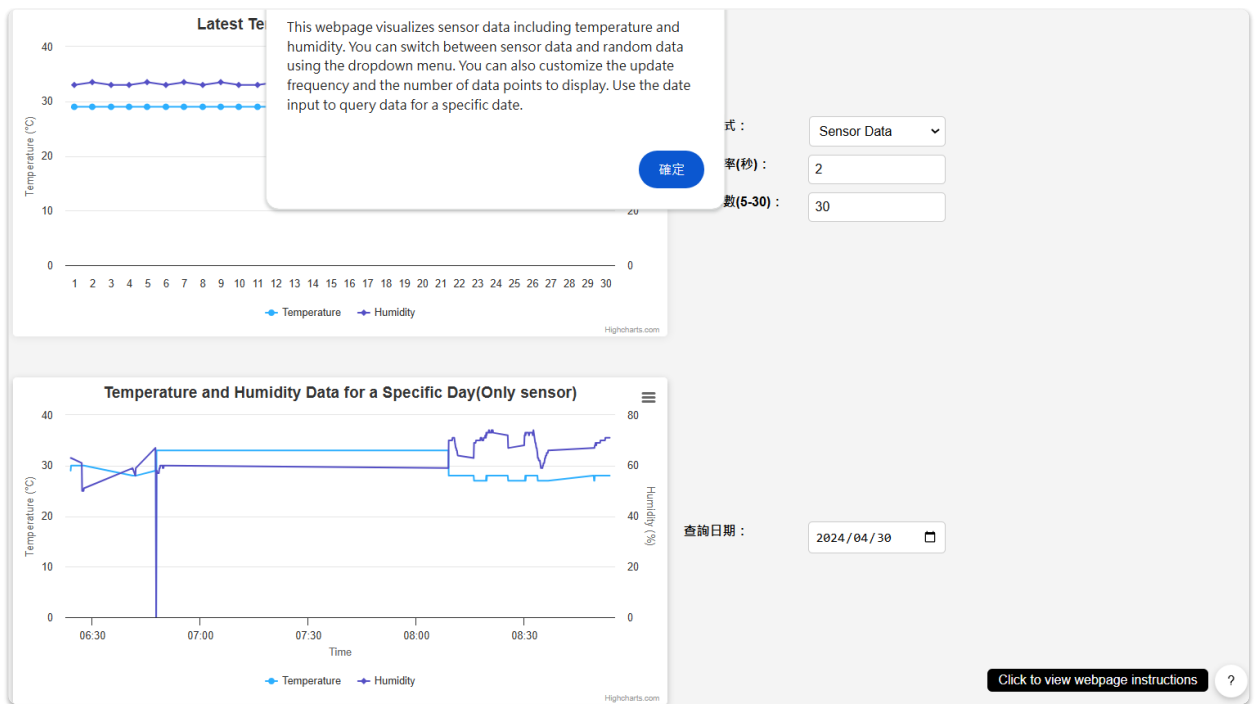 Latest Te
This webpage visualizes sensor data including temperature and
humidity. You can switch between sensor data and random data
using the dropdown menu. You can also customize the update
frequency and the number of data points to display. Use the date
input to query data for a specific date.
確定
40
30
20
10
0
Temperature (°C)
20
0
1 2 3 4 5 6 7 8 9 10 11 12 13 14 15 16 17 18 19 20 21 22 23 24 25 26 27 28 29 30
Temperature Humidity
Highcharts.com
式：
Sensor Data
率(秒)：
2
數(5-30)：
30
Temperature and Humidity Data for a Specific Day(Only sensor)
40
30
20
10
0
Temperature (°C)
80
60
40
20
0
Humidity (%)
06:30 07:00 07:30 08:00 08:30
Time
Temperature Humidity
Highcharts.com
查詢日期：
2024/04/30
Click to view webpage instructions
?